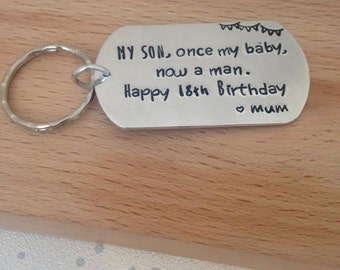 MY SON, once my baby,
now a man.
Happy 18th Birthday
♡ mum